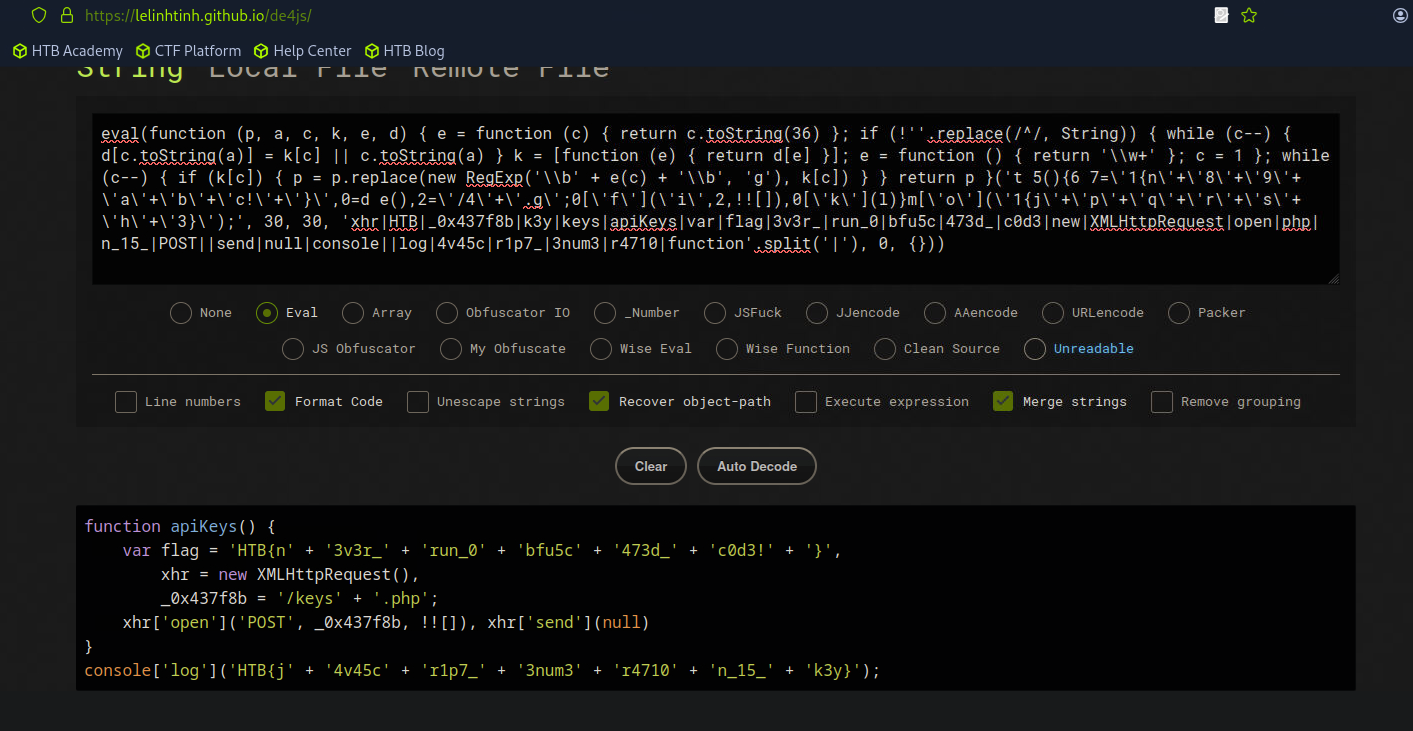 https://lelinhtinh.github.io/de4js/
HTB Academy CTF Platform Help Center HTB Blog
String Local File Remote File
eval(function (p, a, c, k, e, d) { e = function (c) { return c.toString(36) }; if (!''.replace(/^/, String)) { while (c--) {
d[c.toString(a)] = k[c] || c.toString(a) } k = [function (e) { return d[e] }]; e = function () { return '\\w+' }; c = 1 }; while
(c--) { if (k[c]) { p = p.replace(new RegExp('\\b' + e(c) + '\\b', 'g'), k[c]) } } return p }('t 5(){6 7=\'1{n\'+\'8\'+\'9\'+
\'a\'+\'b\'+\'c!\'+\'}\',0=d e(),2=\'/4\'+\'.g\';0[\'f\'](\'i\',2,!![]),0[\'k\'](l)}m[\'o\'](\'1{j\'+\'p\'+\'q\'+\'r\'+\'s\'+
\'h\'+\'3}\');', 30, 30, 'xhr|HTB|_0x437f8b|k3y|keys|apiKeys|var|flag|3v3r_|run_0|bfu5c|473d_|c0d3|new|XMLHttpRequest|open|php|
n_15_|POST||send|null|console||log|4v45c|r1p7_|3num3|r4710|function'.split('|'), 0, {}))
None Eval Array Obfuscator IO _Number JSFuck JJencode AAencode URLencode Packer
JS Obfuscator My Obfuscate Wise Eval Wise Function Clean Source Unreadable
Line numbers Format Code Unescape strings Recover object-path Execute expression Merge strings Remove grouping
Clear Auto Decode
function apiKeys() {
var flag = 'HTB{n' + '3v3r_' + 'run_0' + 'bfu5c' + '473d_' + 'c0d3!' + '}',
xhr = new XMLHttpRequest(),
_0x437f8b = '/keys' + '.php';
xhr['open']('POST', _0x437f8b, !![]), xhr['send'](null)
}
console['log']('HTB{j' + '4v45c' + 'r1p7_' + '3num3' + 'r4710' + 'n_15_' + 'k3y}');